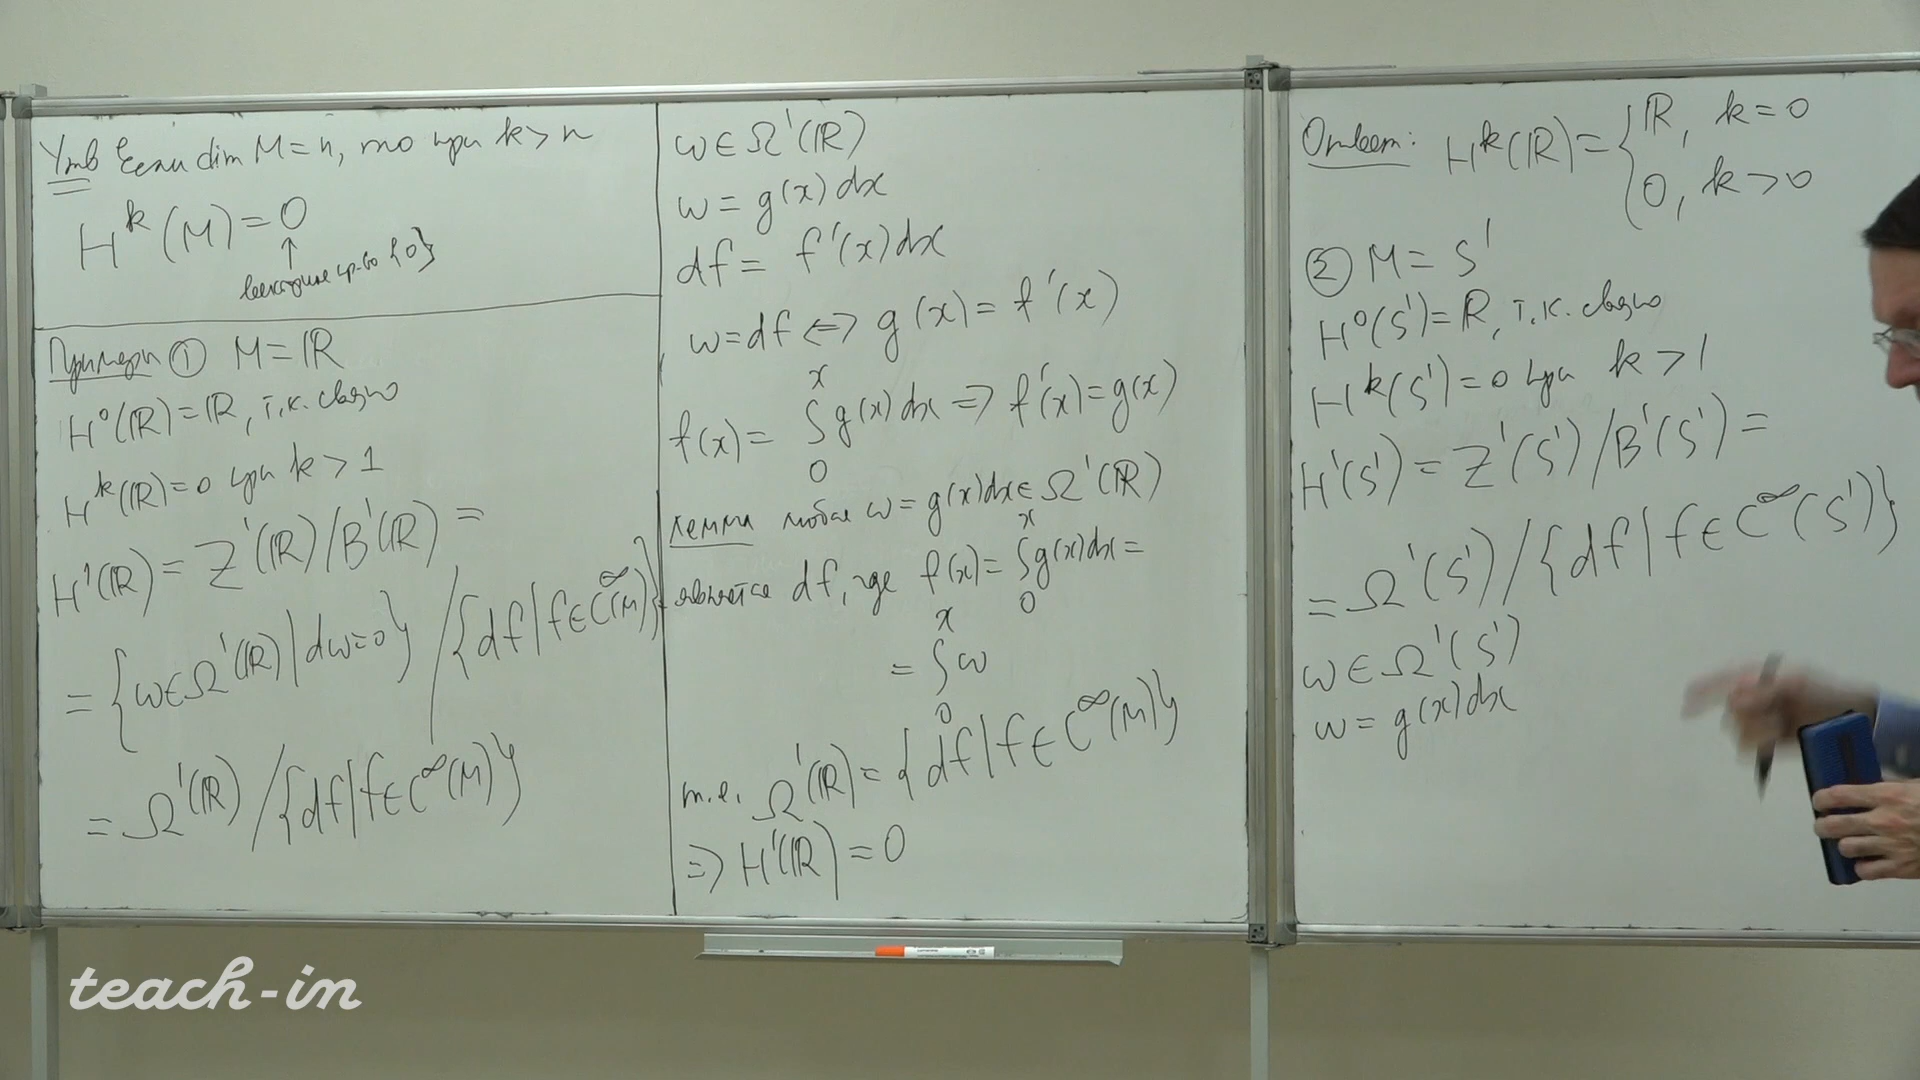 Утв Если dim M = n, то при k > n
H^k(M) = 0
↑
векторное пр-во {0}
Примеры ① M = ℝ
H^0(ℝ) = ℝ, т.к. связно
H^k(ℝ) = 0 при k > 1
H^1(ℝ) = Z^1(ℝ)/B^1(ℝ) =
= {ω ∈ Ω^1(ℝ) | dω = 0} / {df | f ∈ C^∞(M)}
= Ω^1(ℝ) / {df | f ∈ C^∞(M)}
ω ∈ Ω^1(ℝ)
ω = g(x) dx
df = f'(x) dx
ω = df ⇔ g(x) = f'(x)
f(x) = ∫_0^x g(x) dx ⇒ f'(x) = g(x)
Лемма любая ω = g(x)dx ∈ Ω^1(ℝ)
является df, где f(x) = ∫_0^x g(x)dx =
= ∫_0^x ω
т.е. Ω^1(ℝ) = {df | f ∈ C^∞(M)}
⇒ H^1(ℝ) = 0
Ответ: H^k(ℝ) = { ℝ, k = 0
0, k > 0
② M = S^1
H^0(S^1) = ℝ, т.к. связно
H^k(S^1) = 0 при k > 1
H^1(S^1) = Z^1(S^1)/B^1(S^1) =
= Ω^1(S^1) / {df | f ∈ C^∞(S^1)}
ω ∈ Ω^1(S^1)
ω = g(x)dx
teach-in